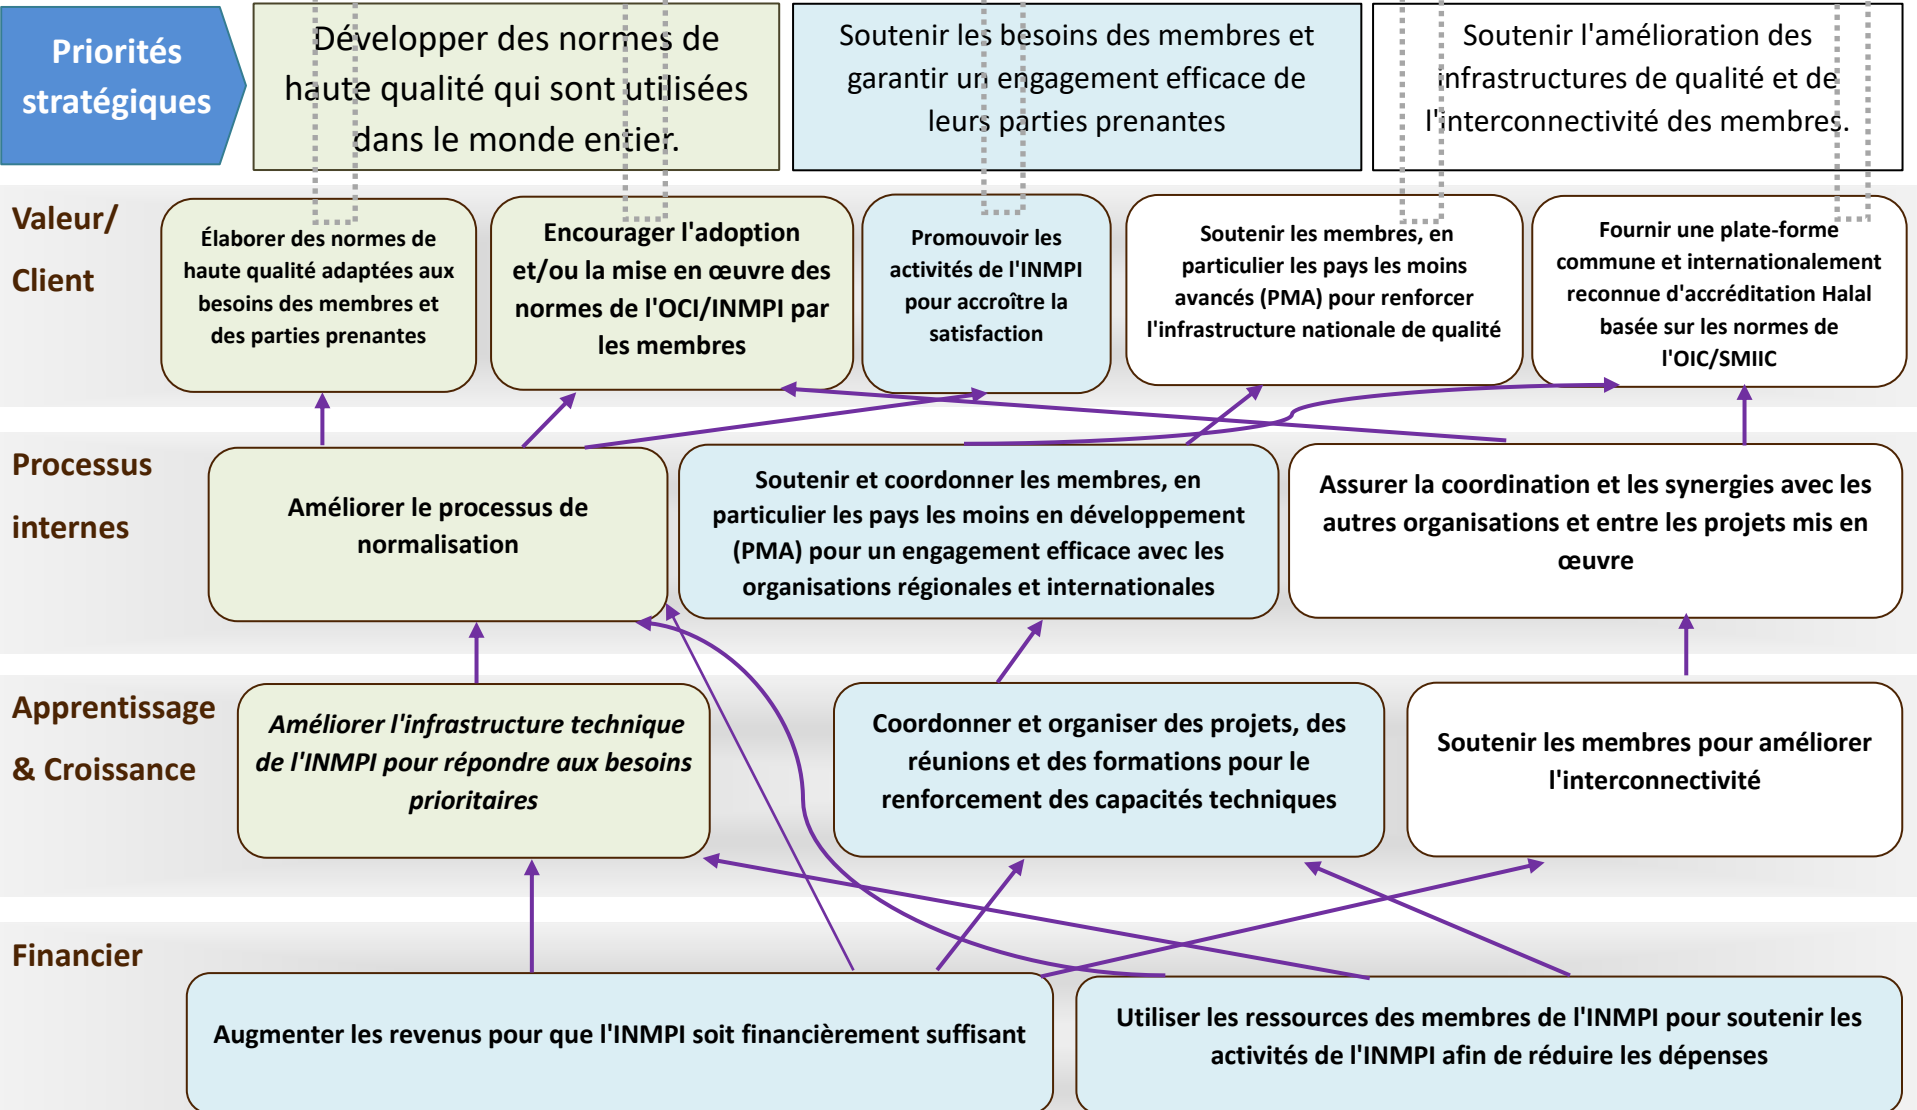 Priorités
stratégiques
Développer des normes de
haute qualité qui sont utilisées
dans le monde entier.
Soutenir les besoins des membres et
garantir un engagement efficace de
leurs parties prenantes
Soutenir l'amélioration des
infrastructures de qualité et de
l'interconnectivité des membres.
Valeur/
Client
Élaborer des normes de
haute qualité adaptées aux
besoins des membres et
des parties prenantes
Encourager l'adoption
et/ou la mise en œuvre des
normes de l'OCI/INMPI par
les membres
Promouvoir les
activités de l'INMPI
pour accroître la
satisfaction
Soutenir les membres, en
particulier les pays les moins
avancés (PMA) pour renforcer
l'infrastructure nationale de qualité
Fournir une plate-forme
commune et internationalement
reconnue d'accréditation Halal
basée sur les normes de
l'OIC/SMIIC
Processus
internes
Améliorer le processus de
normalisation
Soutenir et coordonner les membres, en
particulier les pays les moins en développement
(PMA) pour un engagement efficace avec les
organisations régionales et internationales
Assurer la coordination et les synergies avec les
autres organisations et entre les projets mis en
œuvre
Apprentissage
& Croissance
Améliorer l'infrastructure technique
de l'INMPI pour répondre aux besoins
prioritaires
Coordonner et organiser des projets, des
réunions et des formations pour le
renforcement des capacités techniques
Soutenir les membres pour améliorer
l'interconnectivité
Financier
Augmenter les revenus pour que l'INMPI soit financièrement suffisant
Utiliser les ressources des membres de l'INMPI pour soutenir les
activités de l'INMPI afin de réduire les dépenses